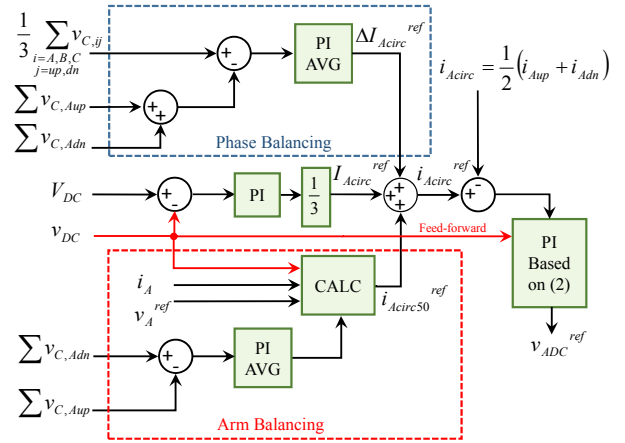 1/3 ∑ v_{C,ij}
i=A,B,C
j=up,dn
+ -
PI
AVG
ΔI_{Acirc}^{ref}
i_{Acirc} = 1/2 (i_{Aup} + i_{Adn})
∑ v_{C,Aup}
+ +
∑ v_{C,Adn}
Phase Balancing
V_{DC}
+ -
PI
1/3
I_{Acirc}^{ref}
+ + +
i_{Acirc}^{ref}
+ -
v_{DC}
Feed-forward
PI
Based
on (2)
i_A
v_A^{ref}
CALC
i_{Acirc50}^{ref}
v_{ADC}^{ref}
∑ v_{C,Adn}
+ -
PI
AVG
∑ v_{C,Aup}
Arm Balancing